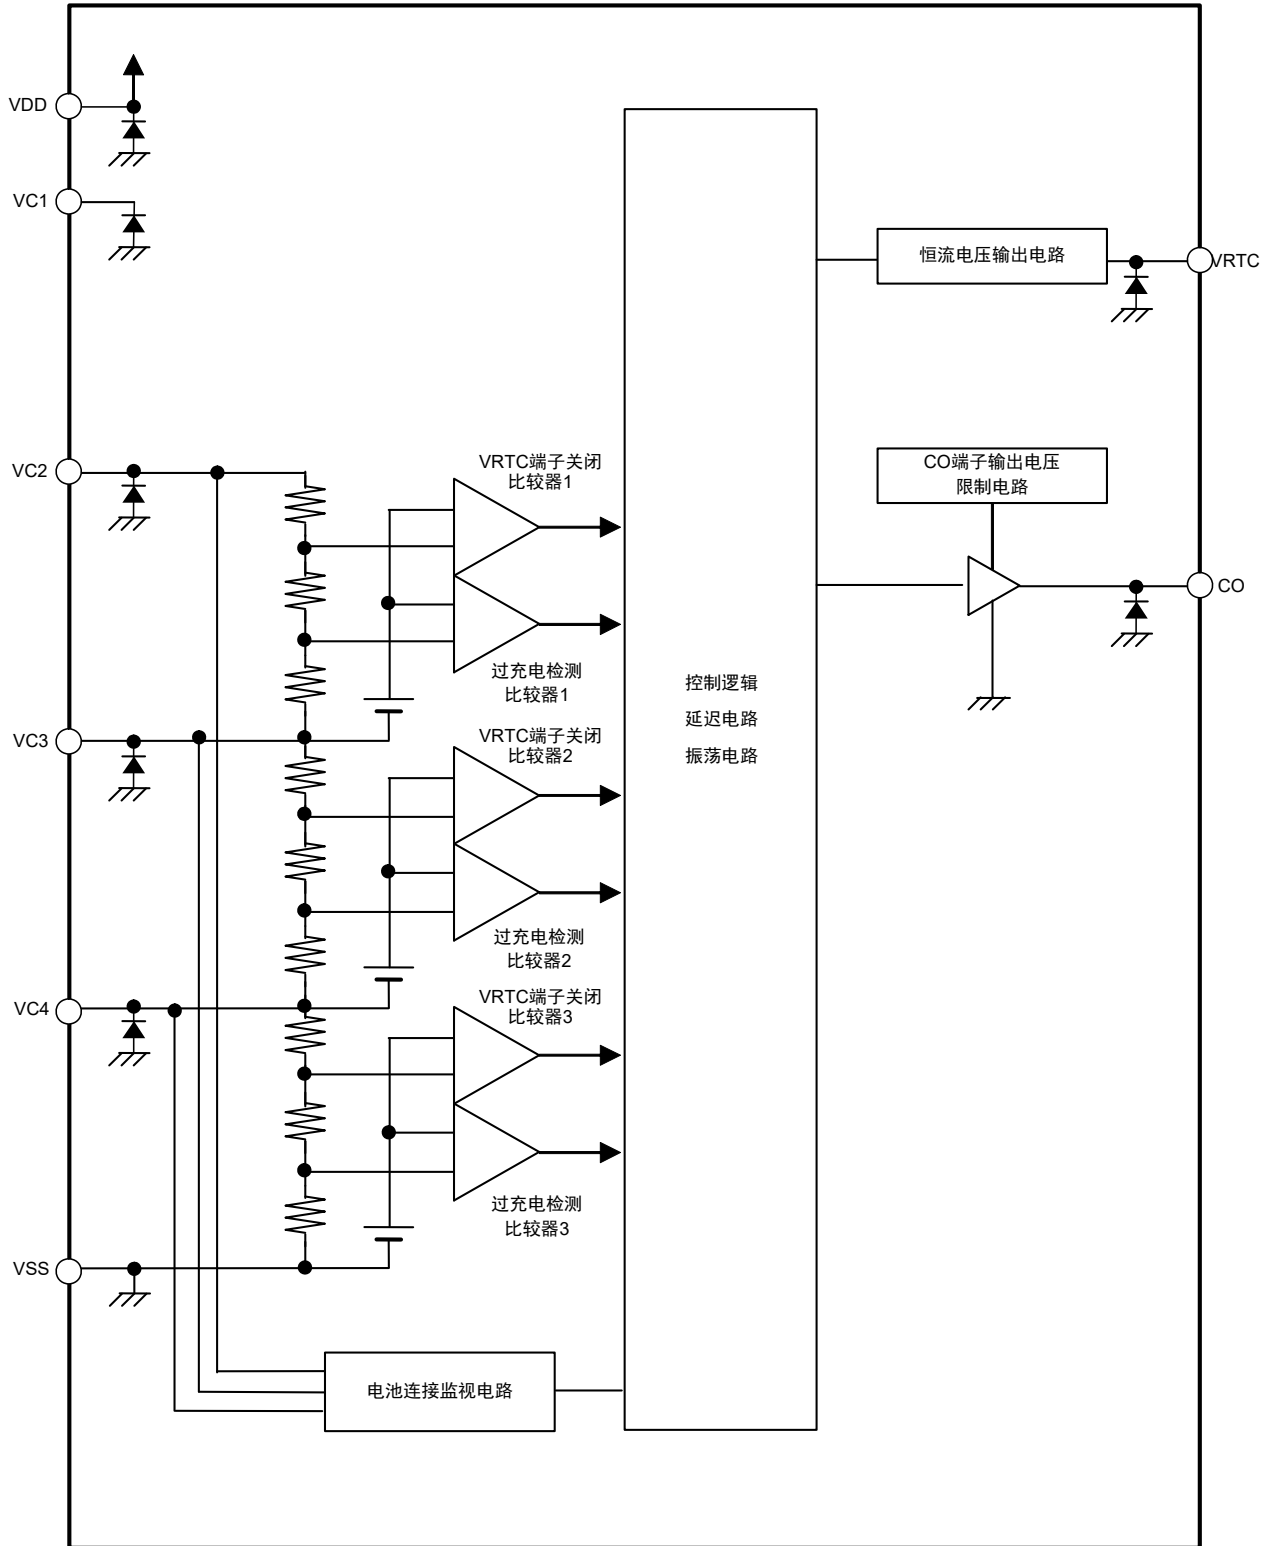 VDD
VC1
恒流电压输出电路
VRTC
VC2
VRTC端子关闭
比较器1
CO端子输出电压
限制电路
CO
过充电检测
比较器1
控制逻辑
延迟电路
振荡电路
VC3
VRTC端子关闭
比较器2
过充电检测
比较器2
VC4
VRTC端子关闭
比较器3
过充电检测
比较器3
VSS
电池连接监视电路